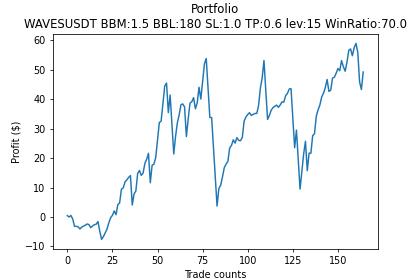 Portfolio
WAVESUSDT BBM:1.5 BBL:180 SL:1.0 TP:0.6 lev:15 WinRatio:70.0
60
50
40
30
20
10
0
−10
Profit ($)
0 25 50 75 100 125 150
Trade counts